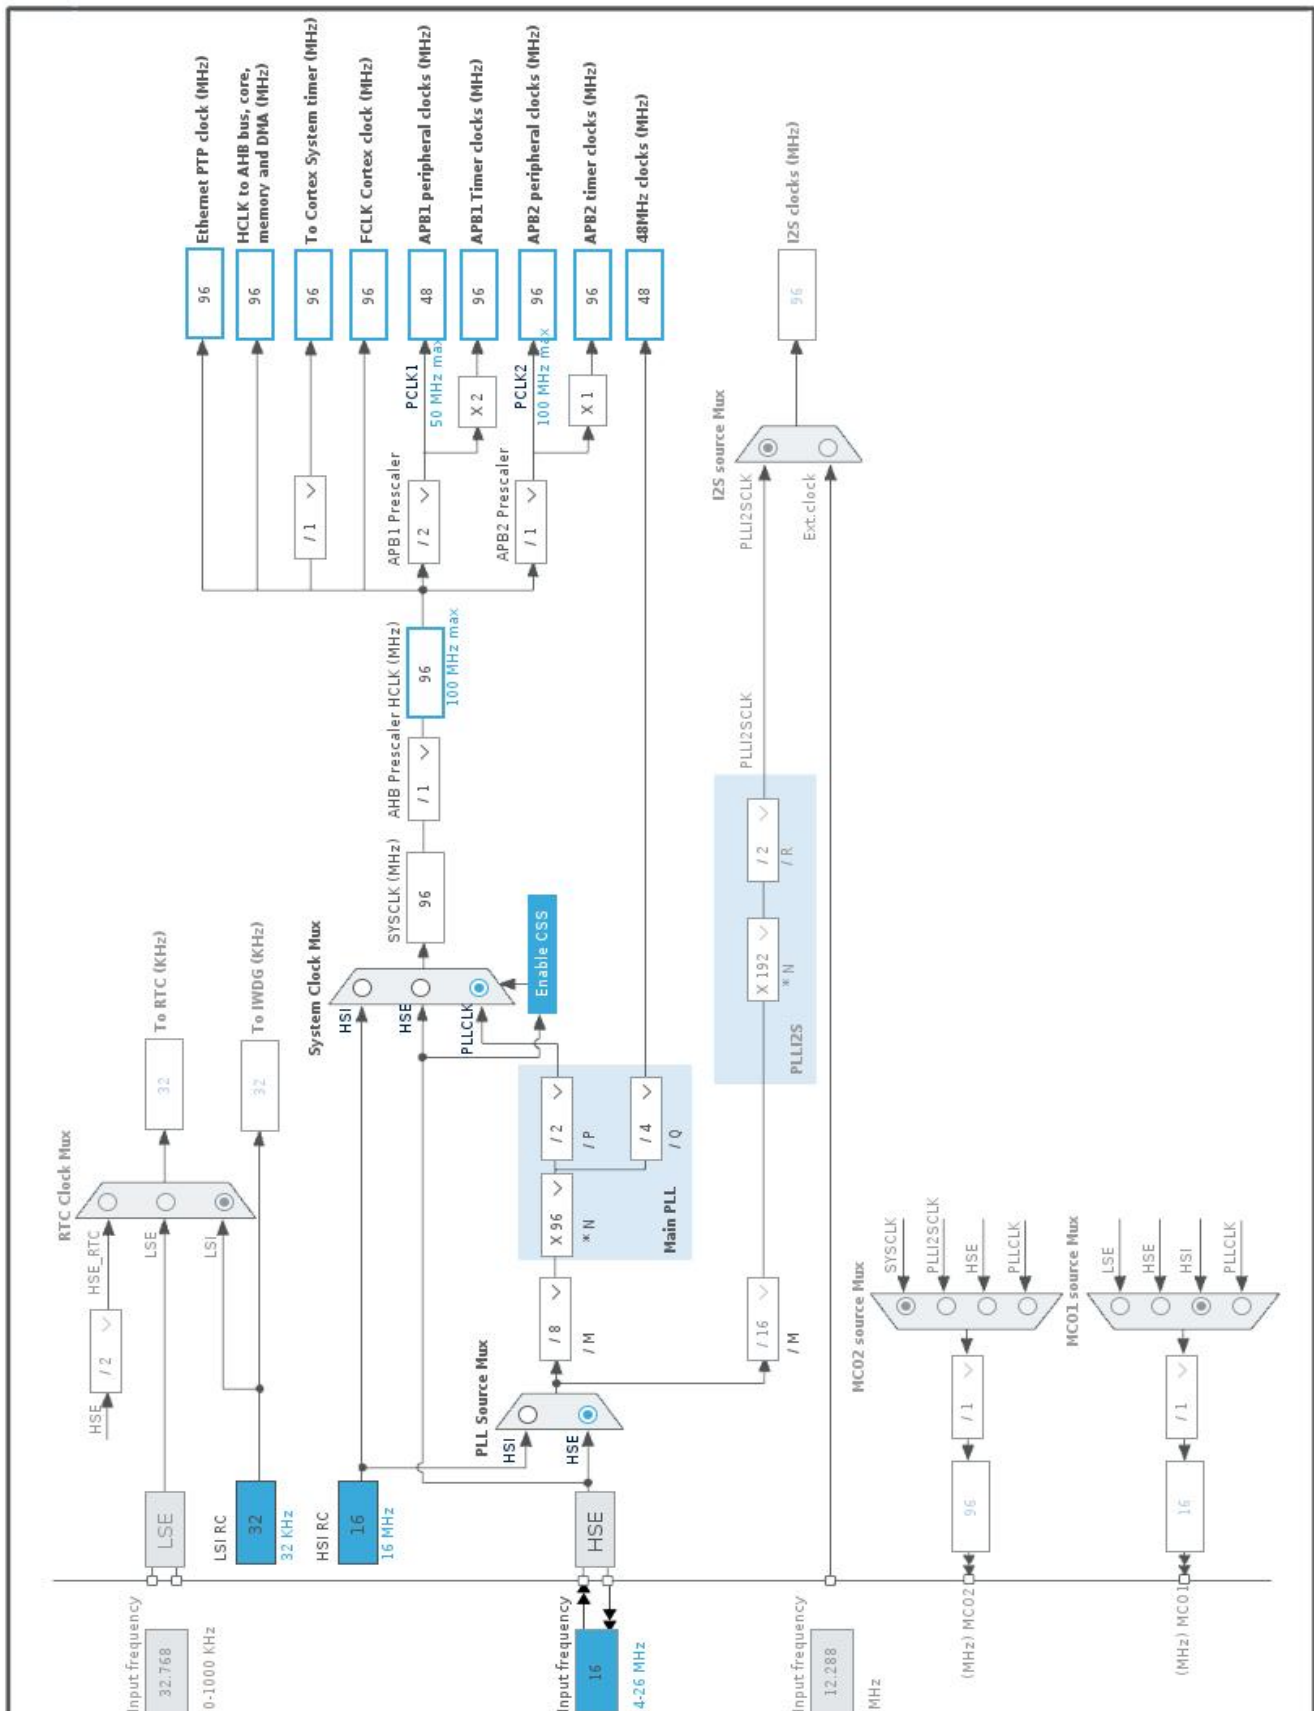 Input frequency
32.768
0-1000 KHz
LSE
HSE
/ 2
HSE_RTC
LSE
LSI
RTC Clock Mux
32
To RTC (KHz)
LSI RC
32
32 KHz
32
To IWDG (KHz)
HSI RC
16
16 MHz
Input frequency
16
4-26 MHz
HSE
PLL Source Mux
HSI
HSE
/ 8
/ M
X 96
* N
/ 2
/ P
/ 4
/ Q
Main PLL
System Clock Mux
HSI
HSE
PLLCLK
Enable CSS
SYSCLK (MHz)
96
AHB Prescaler
/ 1
HCLK (MHz)
96
100 MHz max
/ 1
APB1 Prescaler
/ 2
PCLK1
50 MHz max
X 2
APB2 Prescaler
/ 1
PCLK2
100 MHz max
X 1
96
Ethernet PTP clock (MHz)
96
HCLK to AHB bus, core,
memory and DMA (MHz)
96
To Cortex System timer (MHz)
96
FCLK Cortex clock (MHz)
48
APB1 peripheral clocks (MHz)
96
APB1 Timer clocks (MHz)
96
APB2 peripheral clocks (MHz)
96
APB2 timer clocks (MHz)
48
48MHz clocks (MHz)
/ 16
/ M
X 192
* N
/ 2
/ R
PLLI2S
PLLI2SCLK
PLLI2SCLK
I2S source Mux
Ext.clock
96
I2S clocks (MHz)
Input frequency
12.288
MHz
MCO2 source Mux
SYSCLK
PLLI2SCLK
HSE
PLLCLK
/ 1
96
(MHz) MCO2
MCO1 source Mux
LSE
HSE
HSI
PLLCLK
/ 1
16
(MHz) MCO1